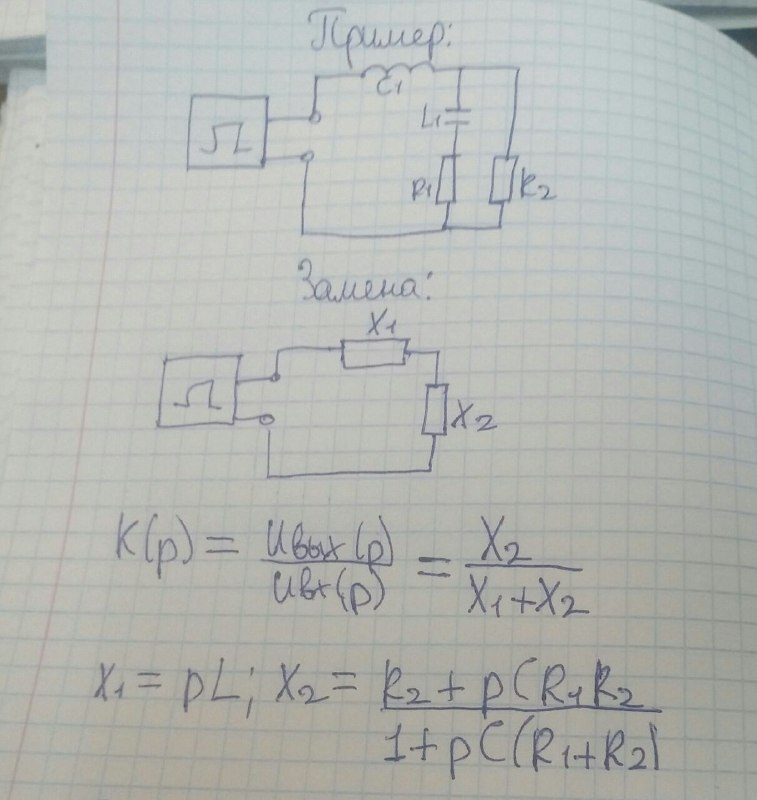 Пример:
C1
L1
R1
R2
Замена:
X1
X2
K(p) = Uвых(p) / Uвх(p) = X2 / X1+X2
X1 = pL; X2 = R2 + pCR1R2 / 1+pC(R1+R2)